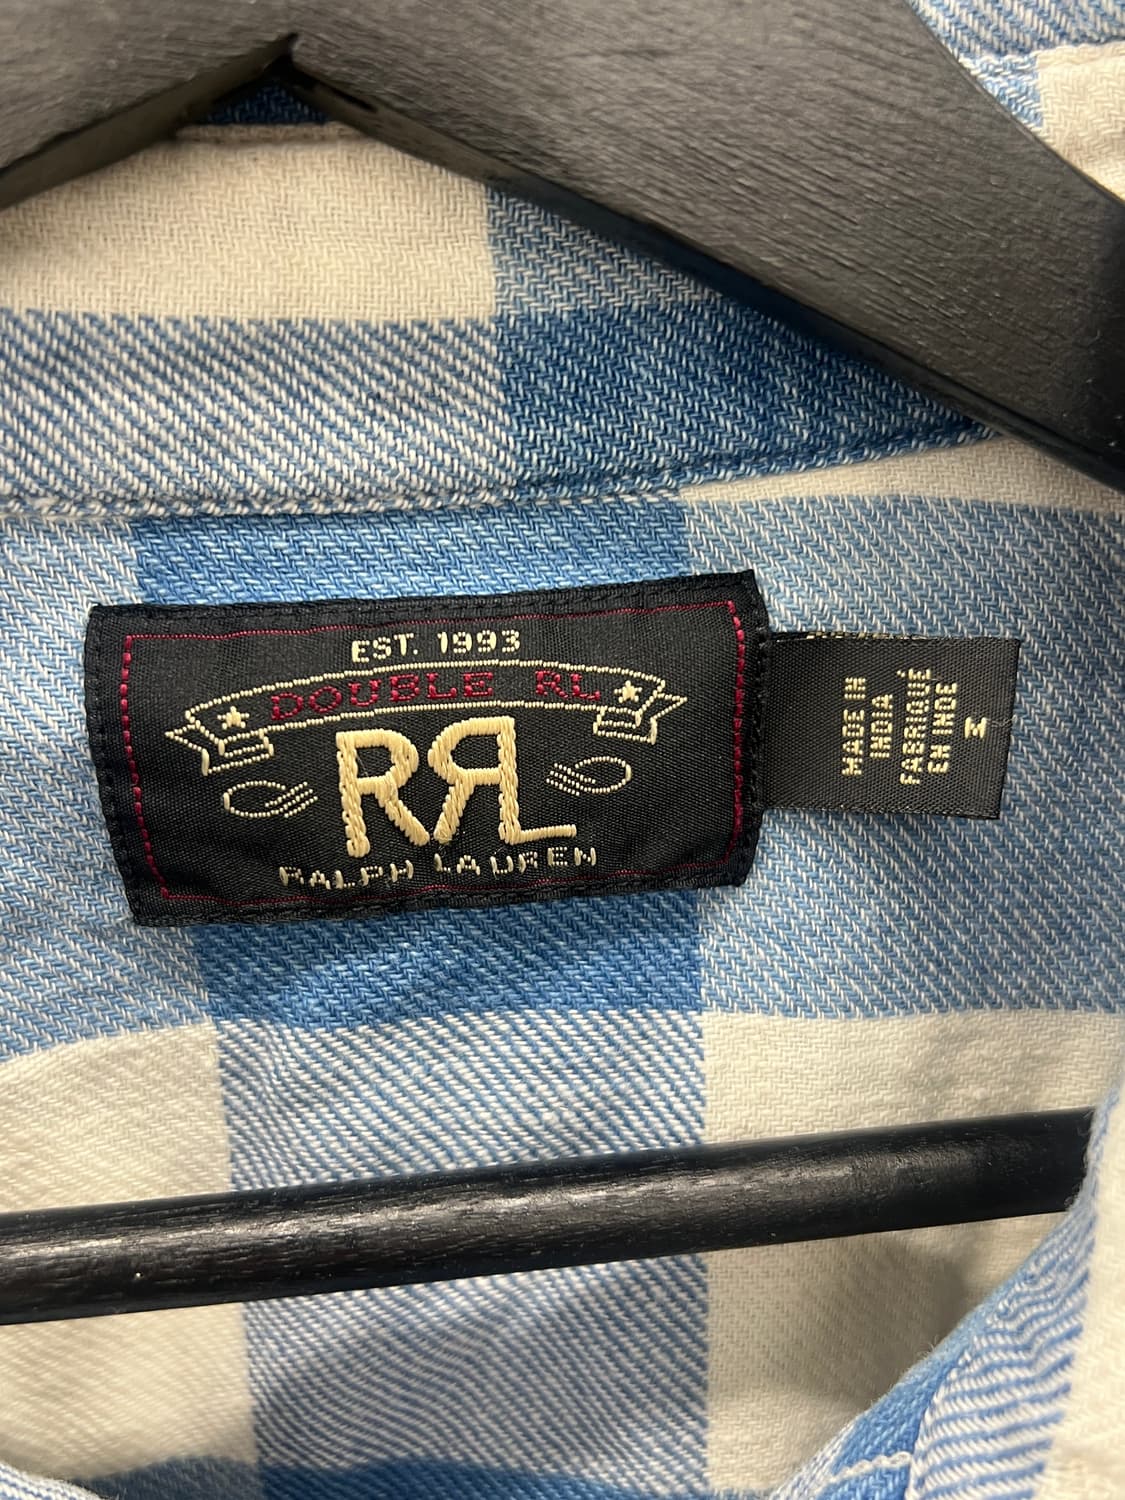 EST. 1993
DOUBLE RL
RRL
RALPH LAUREN
MADE IN
INDIA
FABRIQUÉ
EN INDE
M